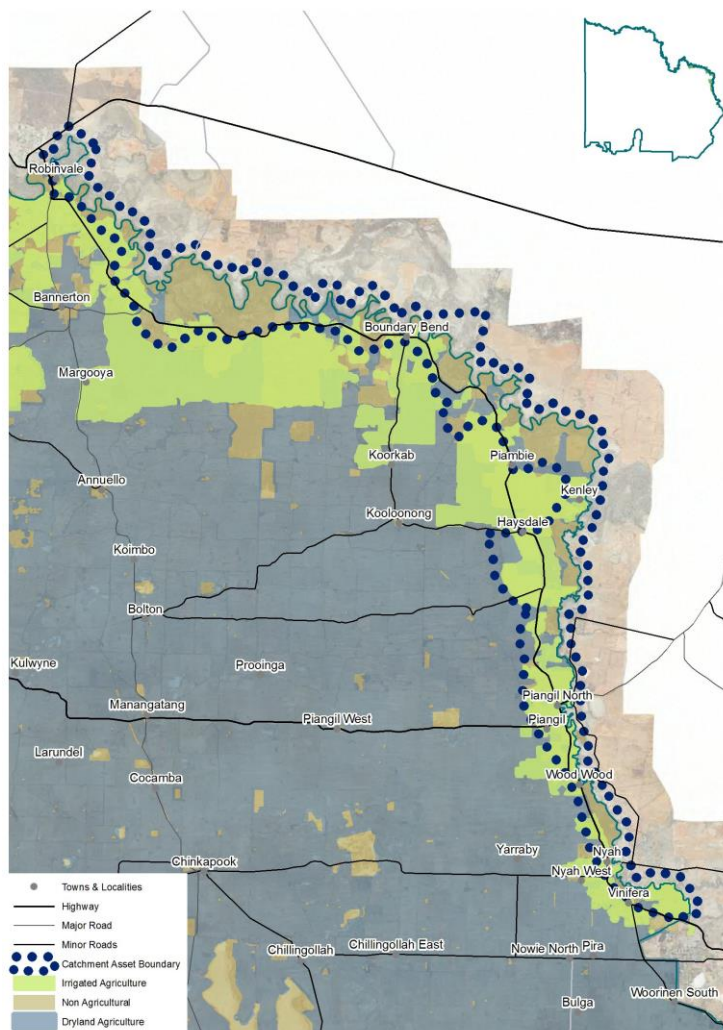 Robinvale
Bannerton
Boundary Bend
Margooya
Koorkab
Piambie
Annuello
Kenley
Kooloonong
Haysdale
Koimbo
Bolton
Kulwyne
Prooinga
Manangatang
Piangil North
Piangil West
Piangil
Larundel
Cocamba
Wood Wood
Yarraby
Nyah
Chinkapook
Nyah West
Vinifera
Towns & Localities
Highway
Major Road
Minor Roads
Catchment Asset Boundary
Irrigated Agriculture
Non Agricultural
Dryland Agriculture
Chillingollah
Chillingollah East
Nowie North
Pira
Woorinen South
Bulga